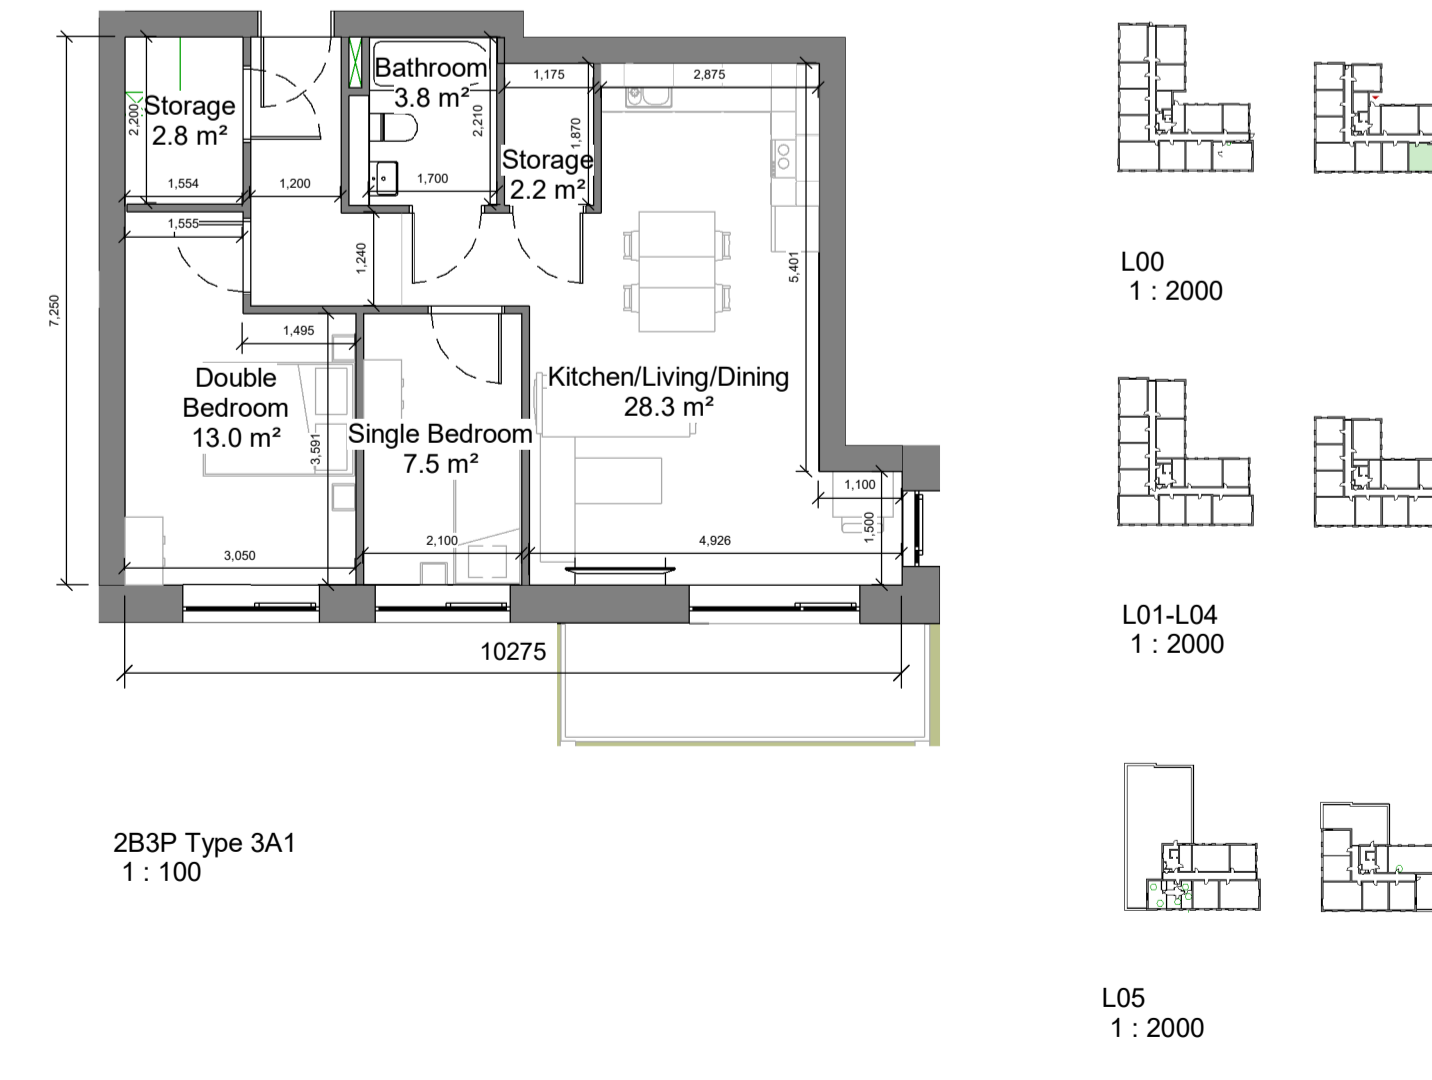 Storage
2.8 m²
2,200
1,554
1,200
Bathroom
3.8 m²
2,210
1,700
1,175
2,875
1,870
Storage
2.2 m²
1,555
1,240
5,401
7,250
1,495
Double
Bedroom
13.0 m²
3,591
Single Bedroom
7.5 m²
Kitchen/Living/Dining
28.3 m²
1,100
1,500
3,050
2,100
4,926
10275
2B3P Type 3A1
1 : 100
L00
1 : 2000
L01-L04
1 : 2000
L05
1 : 2000